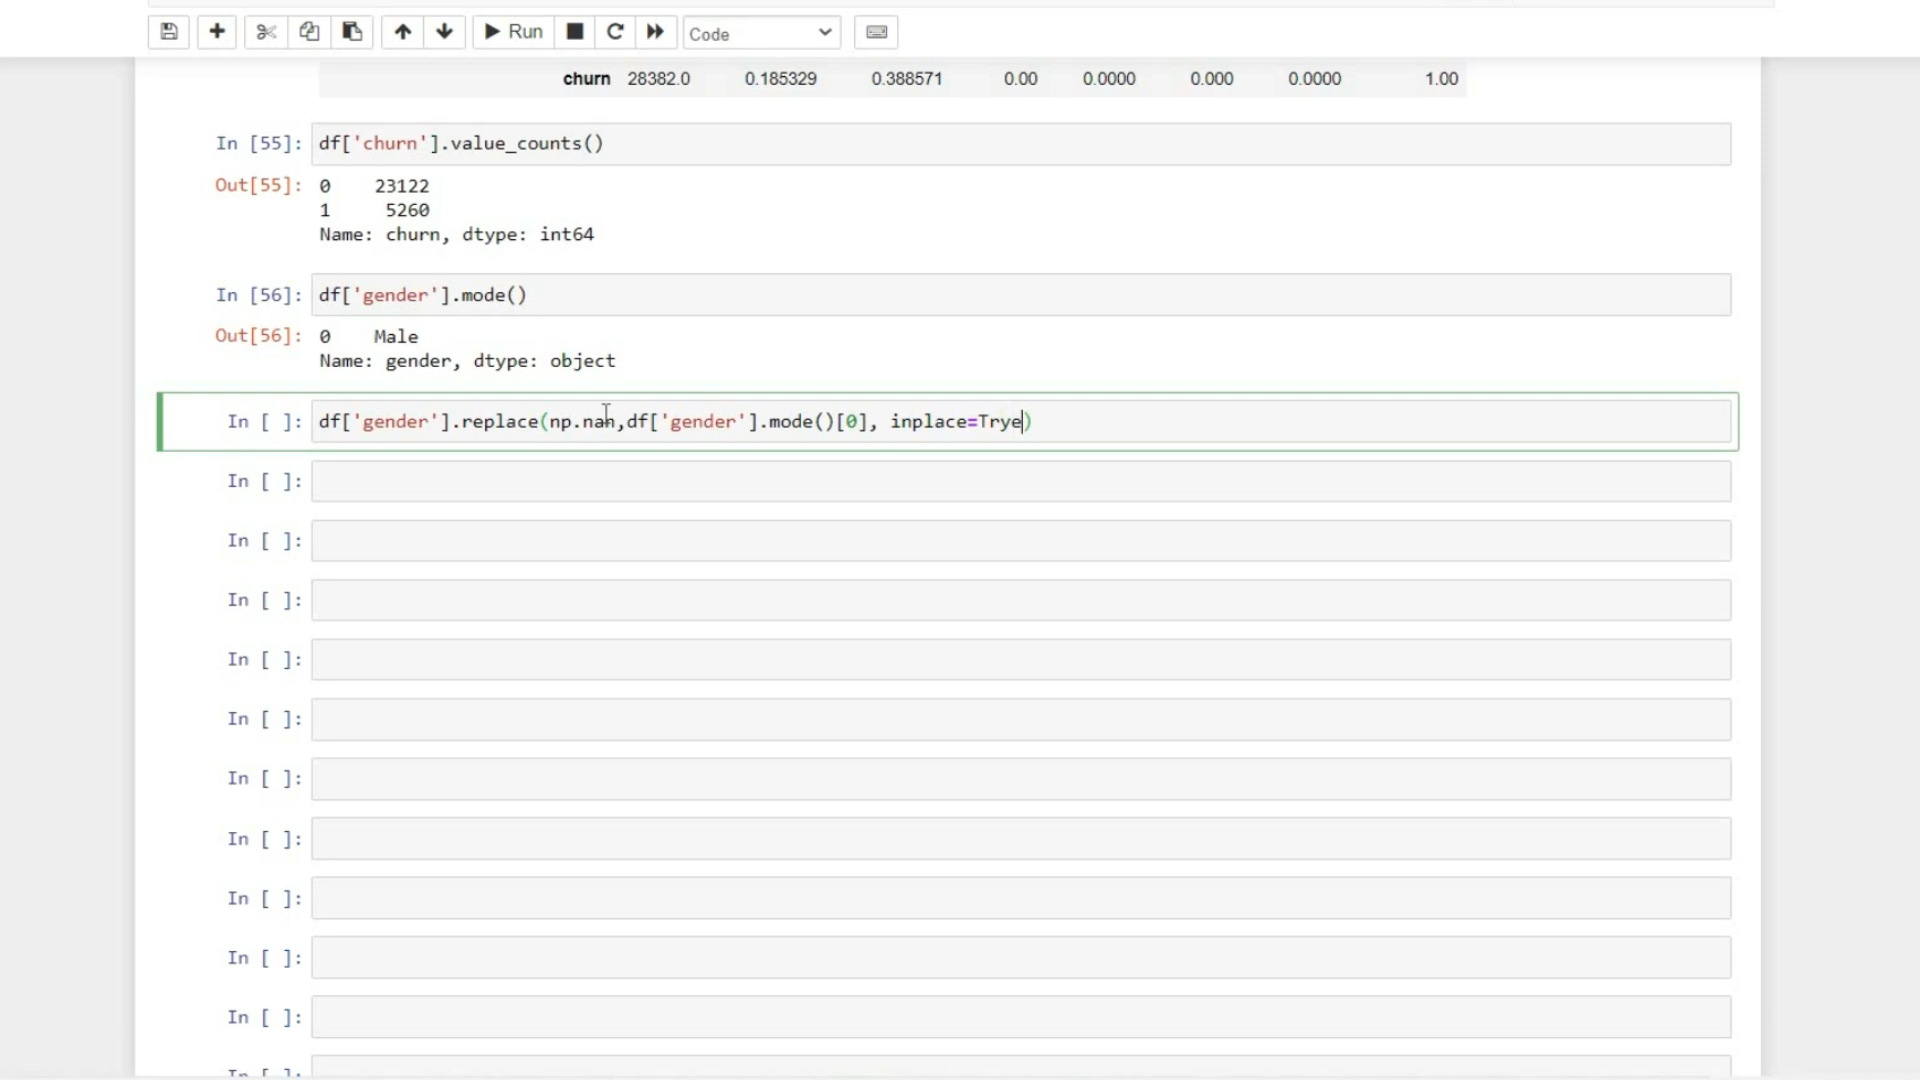 Run
Code
churn 28382.0 0.185329 0.388571 0.00 0.0000 0.000 0.0000 1.00
In [55]: df['churn'].value_counts()
Out[55]: 0 23122
1 5260
Name: churn, dtype: int64
In [56]: df['gender'].mode()
Out[56]: 0 Male
Name: gender, dtype: object
In [ ]: df['gender'].replace(np.nan,df['gender'].mode()[0], inplace=Trye)
In [ ]:
In [ ]:
In [ ]:
In [ ]:
In [ ]:
In [ ]:
In [ ]:
In [ ]:
In [ ]:
In [ ]:
In [ ]: